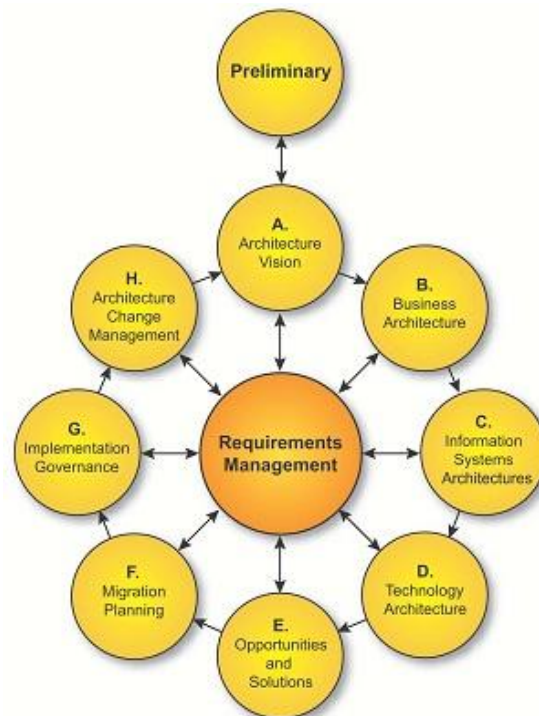 Preliminary
A.
Architecture
Vision
B.
Business
Architecture
C.
Information
Systems
Architectures
D.
Technology
Architecture
E.
Opportunities
and
Solutions
F.
Migration
Planning
G.
Implementation
Governance
H.
Architecture
Change
Management
Requirements
Management